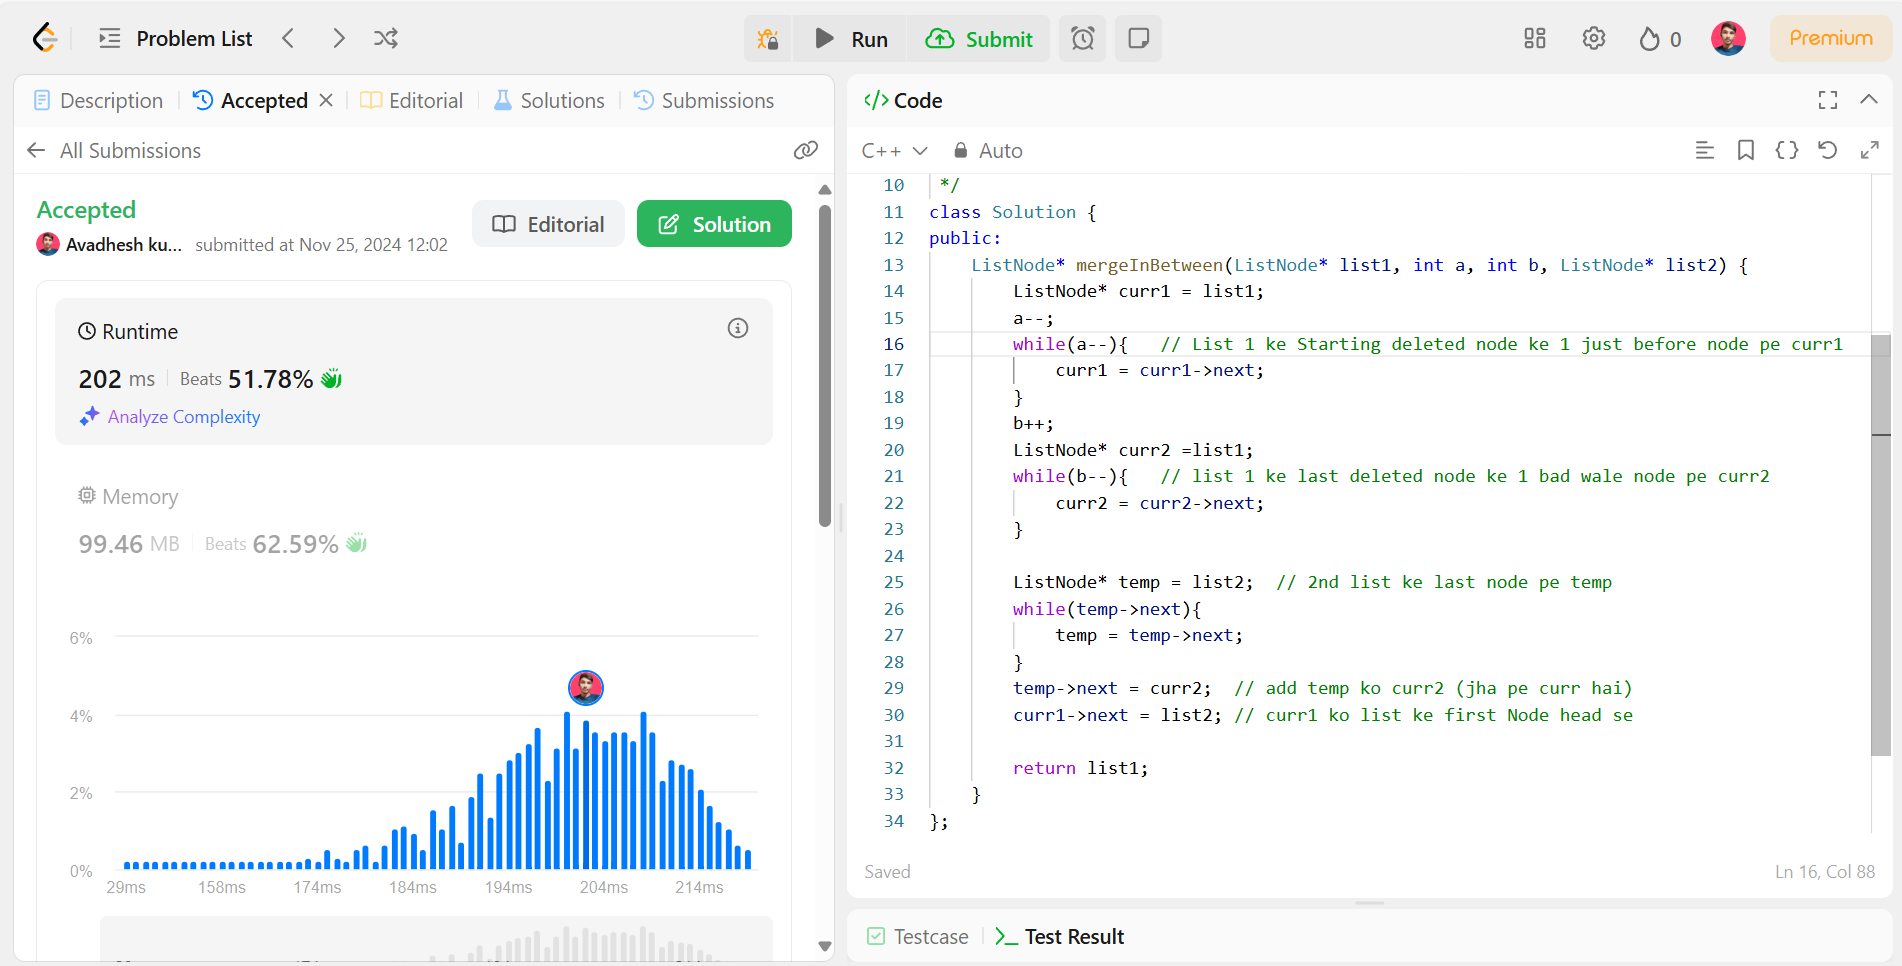 Problem List
Run
Submit
0
Premium
Description
Accepted
Editorial
Solutions
Submissions
All Submissions
Accepted
Avadhesh ku... submitted at Nov 25, 2024 12:02
Editorial
Solution
Runtime
202 ms Beats 51.78%
Analyze Complexity
Memory
99.46 MB Beats 62.59%
6%
4%
2%
0%
29ms 158ms 174ms 184ms 194ms 204ms 214ms
</> Code
C++ Auto
10 */
11 class Solution {
12 public:
13 ListNode* mergeInBetween(ListNode* list1, int a, int b, ListNode* list2) {
14 ListNode* curr1 = list1;
15 a--;
16 while(a--){ // List 1 ke Starting deleted node ke 1 just before node pe curr1
17 curr1 = curr1->next;
18 }
19 b++;
20 ListNode* curr2 =list1;
21 while(b--){ // list 1 ke last deleted node ke 1 bad wale node pe curr2
22 curr2 = curr2->next;
23 }
24
25 ListNode* temp = list2; // 2nd list ke last node pe temp
26 while(temp->next){
27 temp = temp->next;
28 }
29 temp->next = curr2; // add temp ko curr2 (jha pe curr hai)
30 curr1->next = list2; // curr1 ko list ke first Node head se
31
32 return list1;
33 }
34 };
Saved
Ln 16, Col 88
Testcase
Test Result